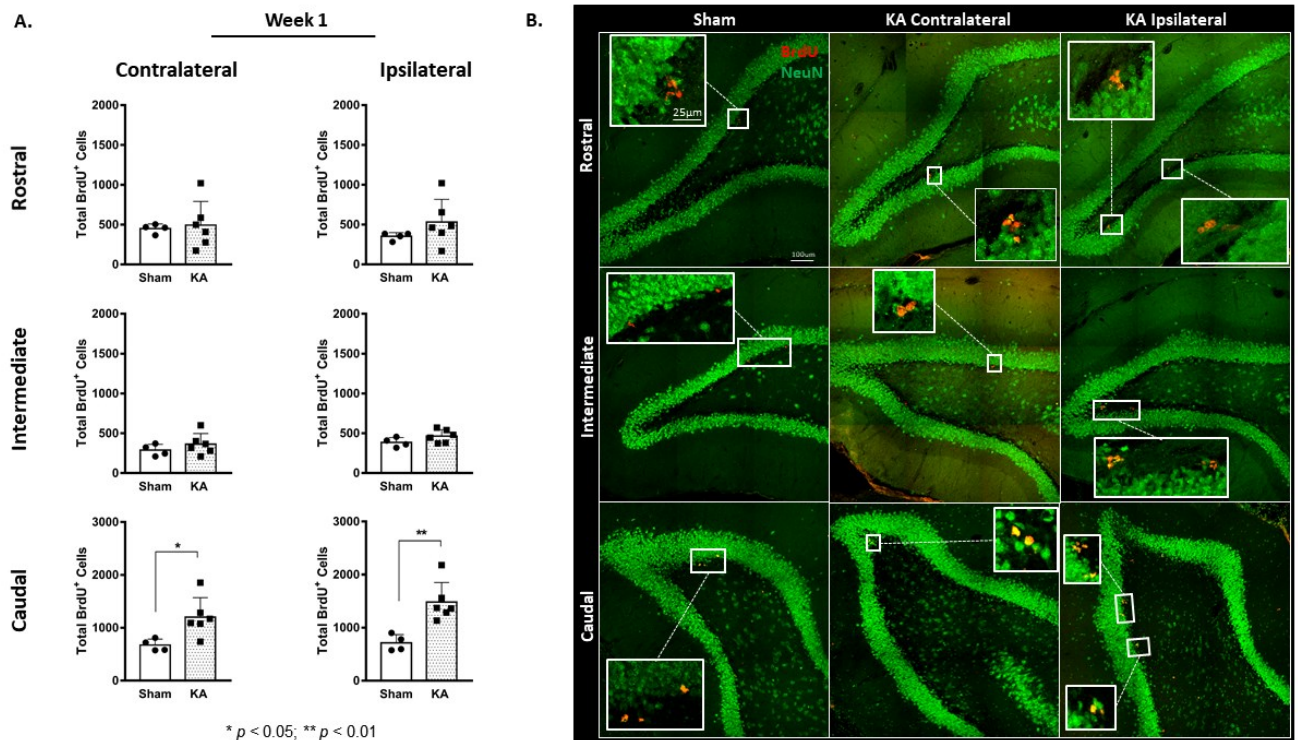 A.
Week 1
Contralateral
Ipsilateral
Rostral
Total BrdU⁺ Cells
2000
1500
1000
500
0
Sham
KA
Total BrdU⁺ Cells
2000
1500
1000
500
0
Sham
KA
Intermediate
Total BrdU⁺ Cells
2000
1500
1000
500
0
Sham
KA
Total BrdU⁺ Cells
2000
1500
1000
500
0
Sham
KA
Caudal
Total BrdU⁺ Cells
3000
2000
1000
0
*
Sham
KA
Total BrdU⁺ Cells
3000
2000
1000
0
**
Sham
KA
* p < 0.05; ** p < 0.01
B.
Sham
KA Contralateral
KA Ipsilateral
Rostral
BrdU
NeuN
25μm
100μm
Intermediate
Caudal